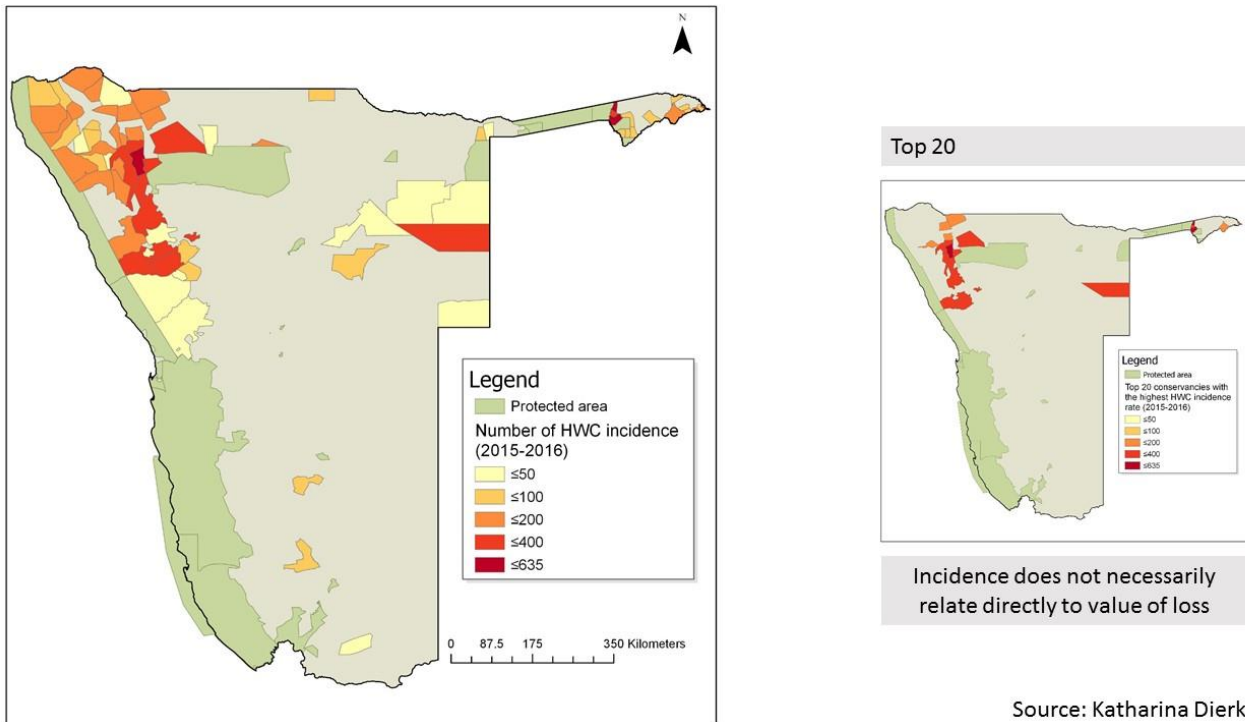 N
Legend
Protected area
Number of HWC incidence
(2015-2016)
≤50
≤100
≤200
≤400
≤635
0 87.5 175 350 Kilometers
Top 20
Legend
Protected area
Top 20 conservancies with
the highest HWC incidence
rate (2015-2016)
≤50
≤100
≤200
≤400
≤635
Incidence does not necessarily
relate directly to value of loss
Source: Katharina Dierk